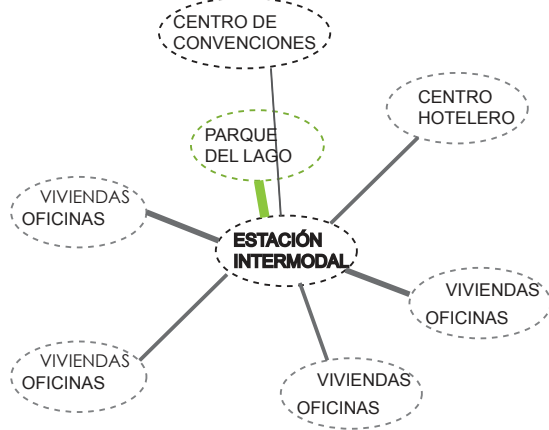 CENTRO DE
CONVENCIONES
CENTRO
HOTELERO
PARQUE
DEL LAGO
VIVIENDAS
OFICINAS
ESTACIÓN
INTERMODAL
VIVIENDAS
OFICINAS
VIVIENDAS
OFICINAS
VIVIENDAS
OFICINAS